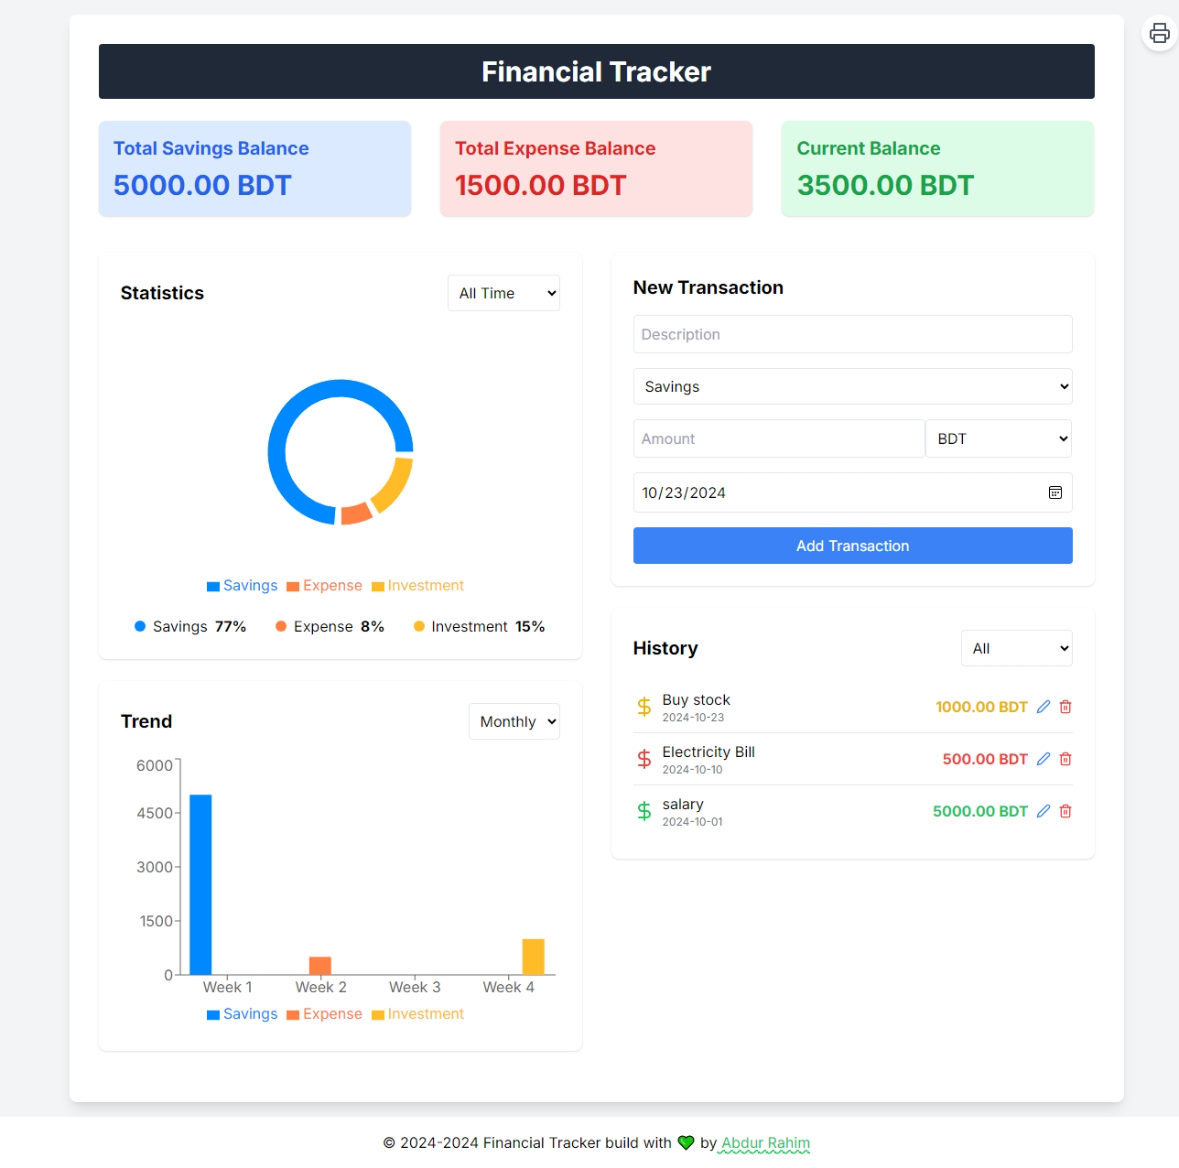 Financial Tracker
Total Savings Balance
5000.00 BDT
Total Expense Balance
1500.00 BDT
Current Balance
3500.00 BDT
Statistics
All Time
Savings Expense Investment
Savings 77% Expense 8% Investment 15%
Trend
Monthly
6000
4500
3000
1500
0
Week 1 Week 2 Week 3 Week 4
Savings Expense Investment
New Transaction
Description
Savings
Amount
BDT
10/23/2024
Add Transaction
History
All
Buy stock
2024-10-23
1000.00 BDT
Electricity Bill
2024-10-10
500.00 BDT
salary
2024-10-01
5000.00 BDT
© 2024-2024 Financial Tracker build with 💚 by Abdur Rahim